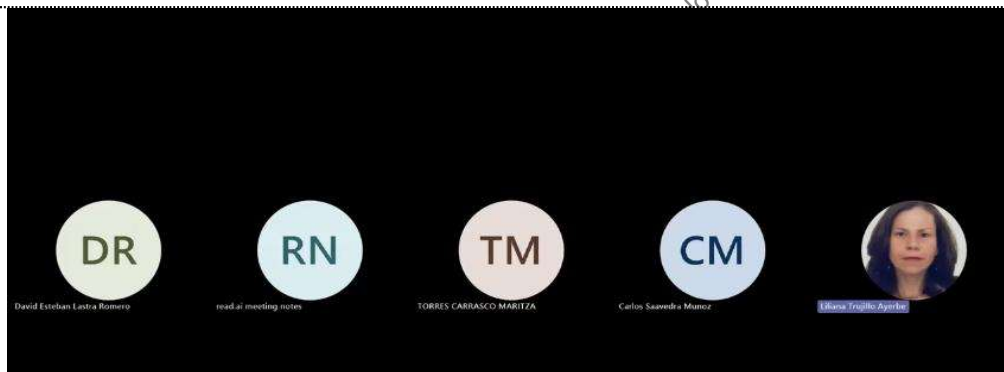 DR
RN
TM
CM
David Esteban Lastra Romero
read.ai meeting notes
TORRES CARRASCO MARITZA
Carlos Saavedra Munoz
Liliana Trujillo Ayerbe